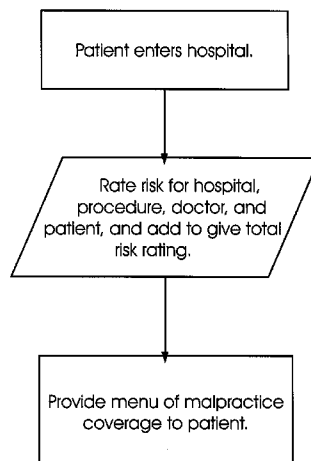 Patient enters hospital.
Rate risk for hospital,
procedure, doctor, and
patient, and add to give total
risk rating.
Provide menu of malpractice
coverage to patient.